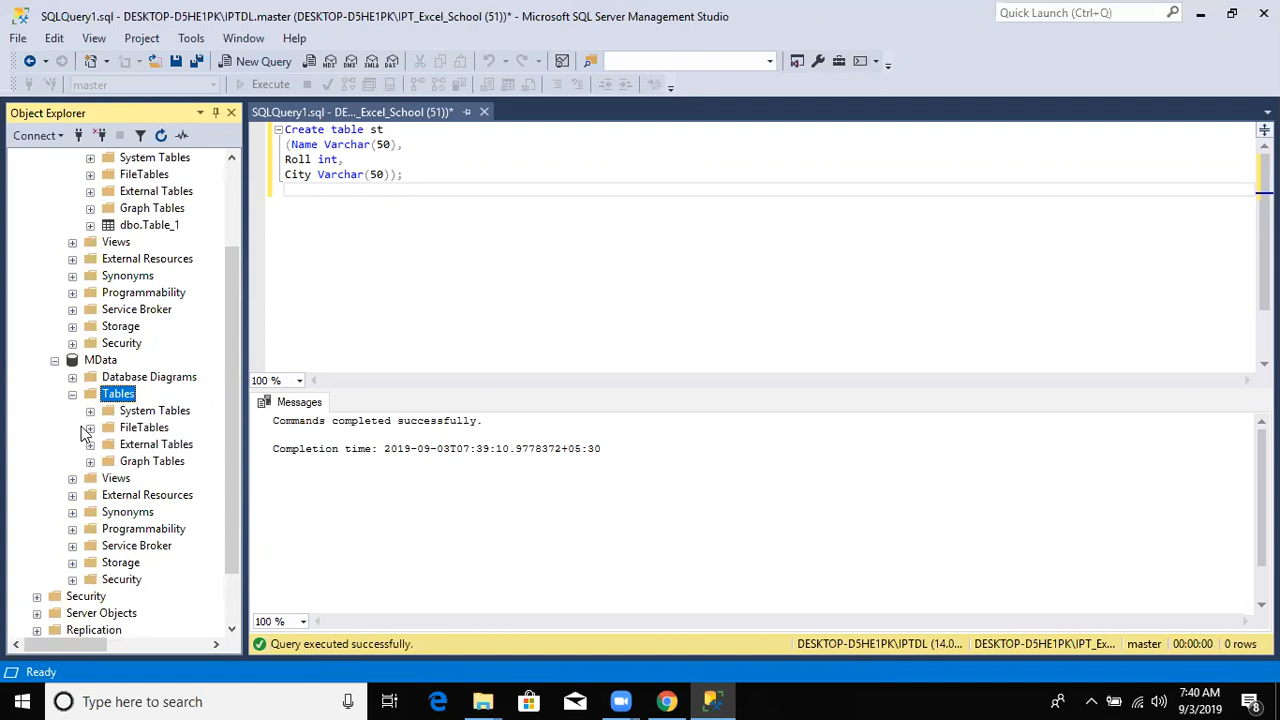 SQLQuery1.sql - DESKTOP-D5HE1PK\IPTDL.master (DESKTOP-D5HE1PK\IPT_Excel_School (51))* - Microsoft SQL Server Management Studio
Quick Launch (Ctrl+Q)
File Edit View Project Tools Window Help
New Query
MDX DMX XMLA DAX
master Execute
Object Explorer
SQLQuery1.sql - DE..._Excel_School (51))*
Connect
System Tables
FileTables
External Tables
Graph Tables
dbo.Table_1
Views
External Resources
Synonyms
Programmability
Service Broker
Storage
Security
MData
Database Diagrams
Tables
System Tables
FileTables
External Tables
Graph Tables
Views
External Resources
Synonyms
Programmability
Service Broker
Storage
Security
Security
Server Objects
Replication
Create table st
(Name Varchar(50),
Roll int,
City Varchar(50));
100 %
Messages
Commands completed successfully.
Completion time: 2019-09-03T07:39:10.9778372+05:30
100 %
Query executed successfully.
DESKTOP-D5HE1PK\IPTDL (14.0... DESKTOP-D5HE1PK\IPT_Ex... master 00:00:00 0 rows
Ready
Type here to search
7:40 AM
9/3/2019
8